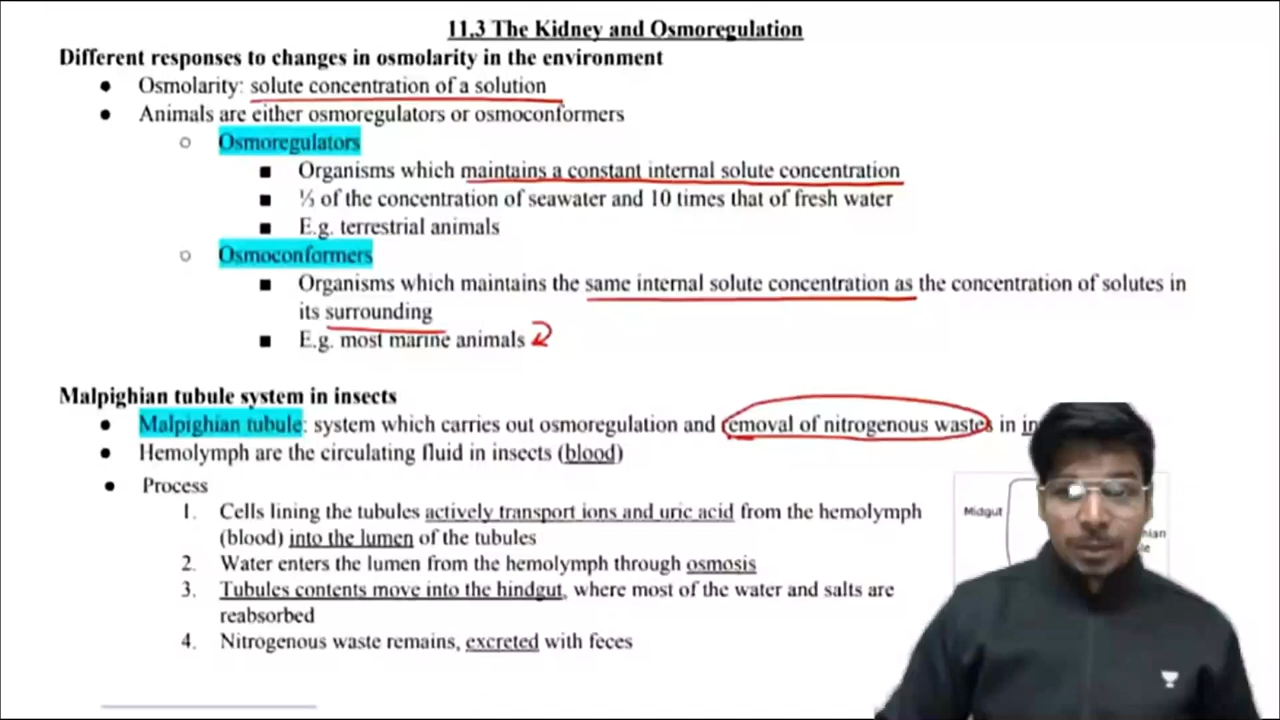 11.3 The Kidney and Osmoregulation
Different responses to changes in osmolarity in the environment
● Osmolarity: solute concentration of a solution
● Animals are either osmoregulators or osmoconformers
○ Osmoregulators
■ Organisms which maintains a constant internal solute concentration
■ ⅓ of the concentration of seawater and 10 times that of fresh water
■ E.g. terrestrial animals
○ Osmoconformers
■ Organisms which maintains the same internal solute concentration as the concentration of solutes in
its surrounding
■ E.g. most marine animals
Malpighian tubule system in insects
● Malpighian tubule: system which carries out osmoregulation and removal of nitrogenous wastes in
● Hemolymph are the circulating fluid in insects (blood)
● Process
1. Cells lining the tubules actively transport ions and uric acid from the hemolymph
(blood) into the lumen of the tubules
2. Water enters the lumen from the hemolymph through osmosis
3. Tubules contents move into the hindgut, where most of the water and salts are
reabsorbed
4. Nitrogenous waste remains, excreted with feces
Midgut